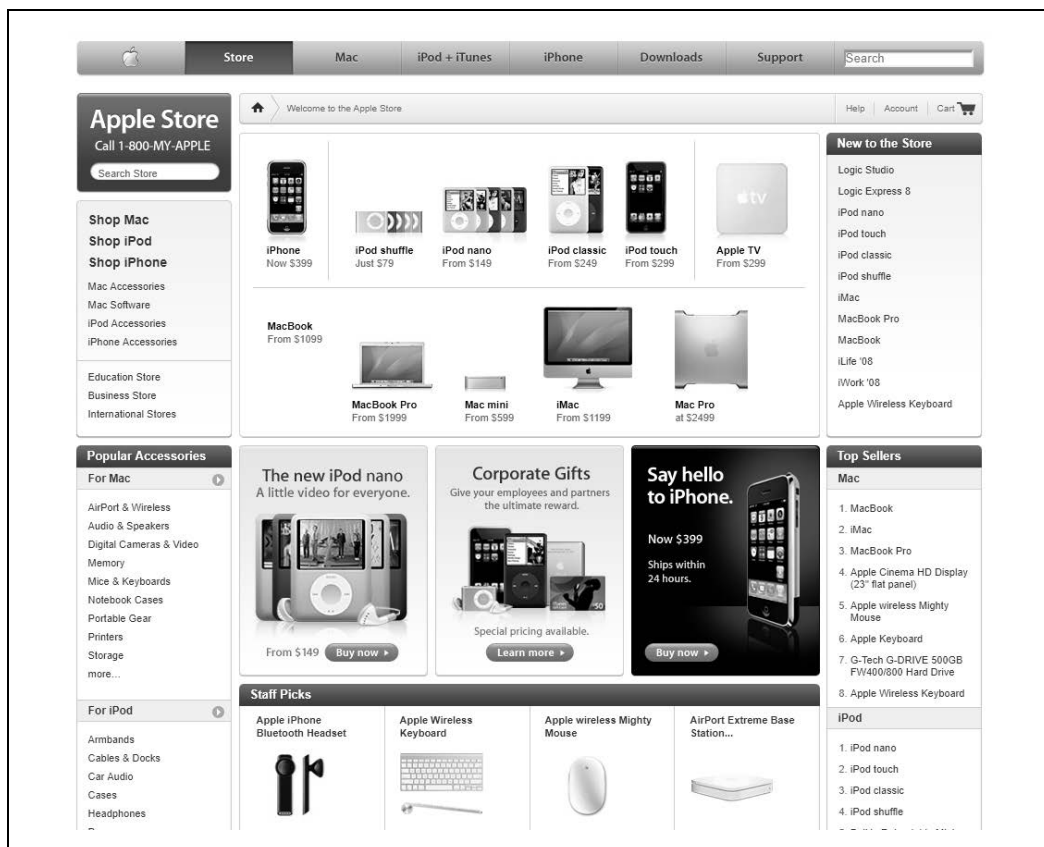 Store
Mac
iPod + iTunes
iPhone
Downloads
Support
Search
Apple Store
Call 1-800-MY-APPLE
Search Store
Welcome to the Apple Store
Help
Account
Cart
Shop Mac
Shop iPod
Shop iPhone
Mac Accessories
Mac Software
iPod Accessories
iPhone Accessories
Education Store
Business Store
International Stores
iPhone
Now $399
iPod shuffle
Just $79
iPod nano
From $149
iPod classic
From $249
iPod touch
From $299
tv
Apple TV
From $299
MacBook
From $1099
MacBook Pro
From $1999
Mac mini
From $599
iMac
From $1199
Mac Pro
at $2499
New to the Store
Logic Studio
Logic Express 8
iPod nano
iPod touch
iPod classic
iPod shuffle
iMac
MacBook Pro
MacBook
iLife '08
iWork '08
Apple Wireless Keyboard
Popular Accessories
For Mac
AirPort & Wireless
Audio & Speakers
Digital Cameras & Video
Memory
Mice & Keyboards
Notebook Cases
Portable Gear
Printers
Storage
more...
For iPod
Armbands
Cables & Docks
Car Audio
Cases
Headphones
The new iPod nano
A little video for everyone.
From $149
Buy now
Corporate Gifts
Give your employees and partners
the ultimate reward.
50
Special pricing available.
Learn more
Say hello
to iPhone.
Now $399
Ships within
24 hours.
Buy now
Staff Picks
Apple iPhone
Bluetooth Headset
Apple Wireless
Keyboard
Apple wireless Mighty
Mouse
AirPort Extreme Base
Station...
Top Sellers
Mac
1. MacBook
2. iMac
3. MacBook Pro
4. Apple Cinema HD Display
(23" flat panel)
5. Apple wireless Mighty
Mouse
6. Apple Keyboard
7. G-Tech G-DRIVE 500GB
FW400/800 Hard Drive
8. Apple Wireless Keyboard
iPod
1. iPod nano
2. iPod touch
3. iPod classic
4. iPod shuffle